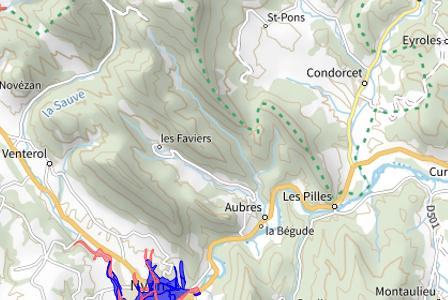 St-Pons
Eyroles
Condorcet
Novézan
la Sauve
les Faviers
Venterol
Les Pilles
Aubres
la Bégude
D501
Montaulieu